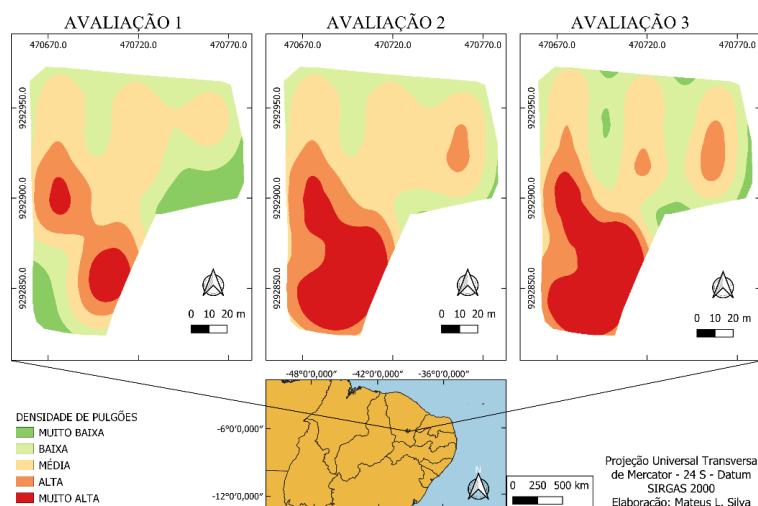 AVALIAÇÃO 1
AVALIAÇÃO 2
AVALIAÇÃO 3
470670.0 470720.0 470770.0
470670.0 470720.0 470770.0
470670.0 470720.0 470770.0
9292950.0
9292900.0
9292850.0
9292950.0
9292900.0
9292850.0
9292950.0
9292900.0
9292850.0
0 10 20 m
0 10 20 m
0 10 20 m
-48°0'0,000" -42°0'0,000" -36°0'0,000"
-6°0'0,000"
-12°0'0,000"
N
0 250 500 km
DENSIDADE DE PULGÕES
MUITO BAIXA
BAIXA
MÉDIA
ALTA
MUITO ALTA
Projeção Universal Transversa
de Mercator - 24 S - Datum
SIRGAS 2000
Elaboração: Mateus L. Silva